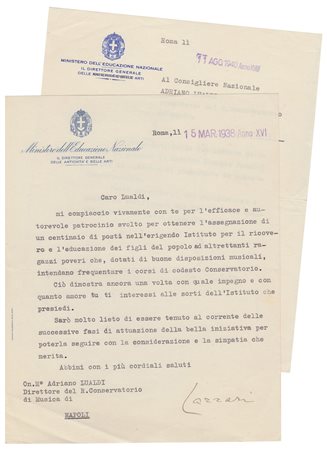 Roma lì
AGO. 1940 Anno XVIII
MINISTERO DELL'EDUCAZIONE NAZIONALE
IL DIRETTORE GENERALE
DELLE ANTICHITÀ E BELLE ARTI
Al Consigliere Nazionale
ADRIANO LUALDI
Ministero dell'Educazione Nazionale
IL DIRETTORE GENERALE
DELLE ANTICHITÀ E BELLE ARTI
Roma, lì 15 MAR. 1938 Anno XVI
Caro Lualdi,
mi compiaccio vivamente con te per l'efficace e au-
torevole patrocinio svolto per ottenere l'assegnazione di
un centinaio di posti nell'erigendo Istituto per il ricove-
ro e l'educazione dei figli del popolo ad altrettanti ra-
gazzi poveri che, dotati di buone disposizioni musicali,
intendano frequentare i corsi di codesto Conservatorio.
Ciò dimostra ancora una volta con quale impegno e con
quanto amore tu ti interessi alle sorti dell'Istituto che
presiedi.
Sarò molto lieto di essere tenuto al corrente delle
successive fasi di attuazione della bella iniziativa per
poterla seguire con la considerazione e la simpatia che
merita.
Abbimi con i più cordiali saluti
On.Mº Adriano LUALDI
Direttore del R.Conservatorio
di Musica di
NAPOLI